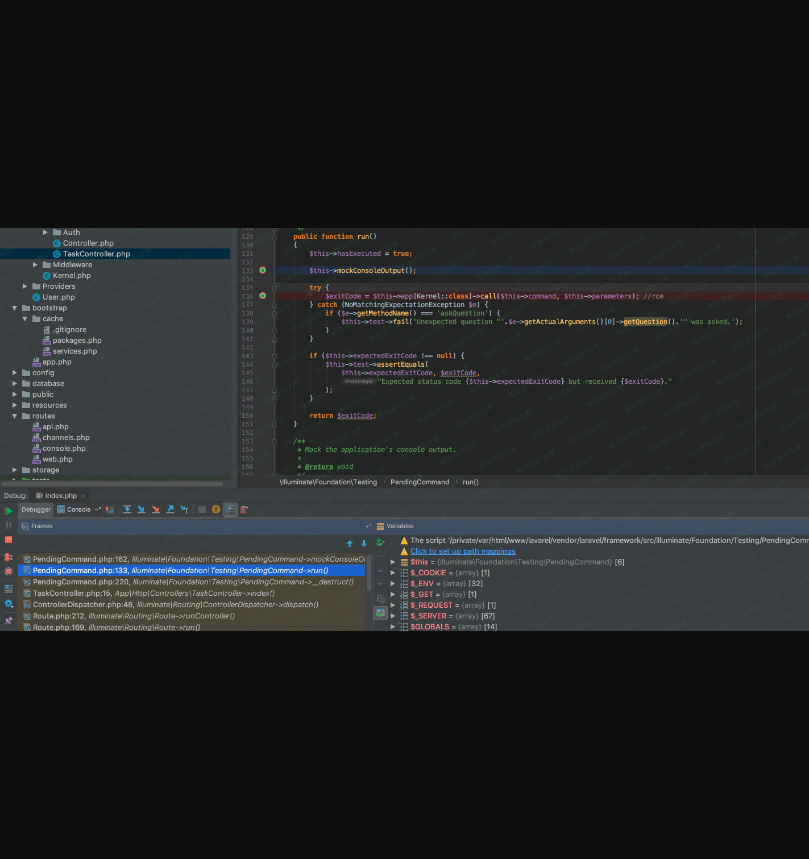 Auth
Controller.php
TaskController.php
Middleware
Kernel.php
Providers
User.php
bootstrap
cache
.gitignore
packages.php
services.php
app.php
config
database
public
resources
routes
api.php
channels.php
console.php
web.php
storage
129 public function run()
130 {
131 $this->hasExecuted = true;
132
133 $this->mockConsoleOutput();
134
135 try {
136 $exitCode = $this->app[Kernel::class]->call($this->command, $this->parameters); //rce
137 } catch (NoMatchingExpectationException $e) {
138 if ($e->getMethodName() === 'askQuestion') {
139 $this->test->fail('Unexpected question "'.$e->getActualArguments()[0]->getQuestion().'" was asked.');
140 }
141 }
142
143 if ($this->expectedExitCode !== null) {
144 $this->test->assertEquals(
145 $this->expectedExitCode, $exitCode,
146 message: "Expected status code {$this->expectedExitCode} but received {$exitCode}."
147 );
148 }
149
150 return $exitCode;
151 }
152
153 /**
154 * Mock the application's console output.
155 *
156 * @return void
\Illuminate\Foundation\Testing › PendingCommand › run()
Debug: index.php ×
Debugger Console
Frames
Variables
PendingCommand.php:162, Illuminate\Foundation\Testing\PendingCommand->mockConsoleO
PendingCommand.php:133, Illuminate\Foundation\Testing\PendingCommand->run()
PendingCommand.php:220, Illuminate\Foundation\Testing\PendingCommand->__destruct()
TaskController.php:15, App\Http\Controllers\TaskController->index()
ControllerDispatcher.php:48, Illuminate\Routing\ControllerDispatcher->dispatch()
Route.php:212, Illuminate\Routing\Route->runController()
Route.php:169, Illuminate\Routing\Route->run()
The script '/private/var/html/www/lavarel/vendor/laravel/framework/src/Illuminate/Foundation/Testing/PendingComm
Click to set up path mappings
$this = {Illuminate\Foundation\Testing\PendingCommand} [6]
$_COOKIE = {array} [1]
$_ENV = {array} [32]
$_GET = {array} [1]
$_REQUEST = {array} [1]
$_SERVER = {array} [67]
$GLOBALS = {array} [14]